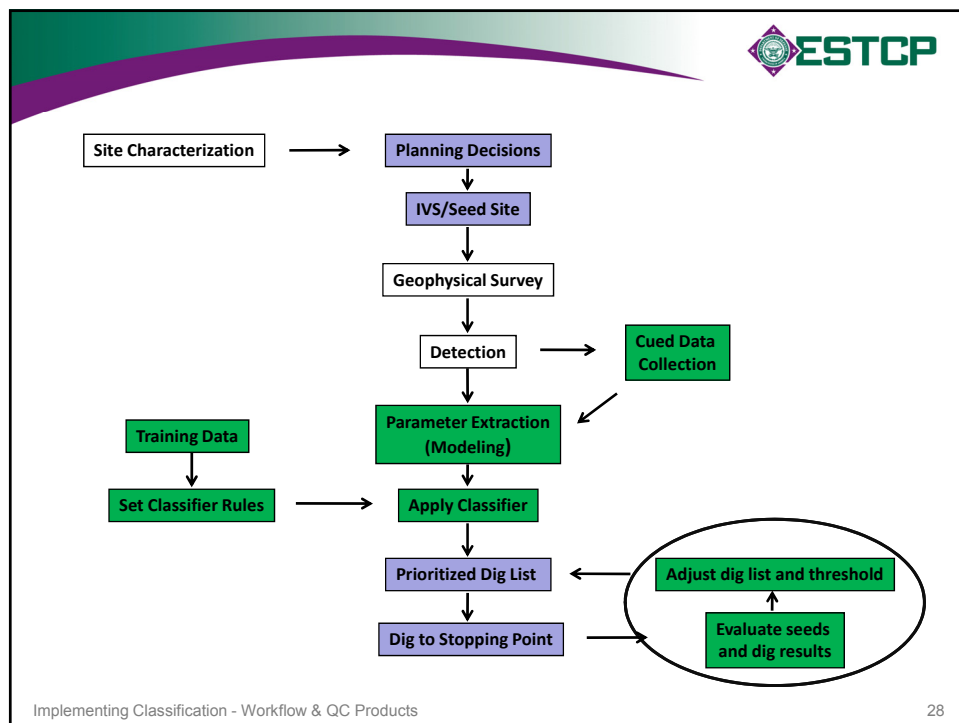 ESTCP
Site Characterization
Planning Decisions
IVS/Seed Site
Geophysical Survey
Detection
Cued Data
Collection
Parameter Extraction
(Modeling)
Training Data
Set Classifier Rules
Apply Classifier
Prioritized Dig List
Adjust dig list and threshold
Dig to Stopping Point
Evaluate seeds
and dig results
Implementing Classification - Workflow & QC Products
28